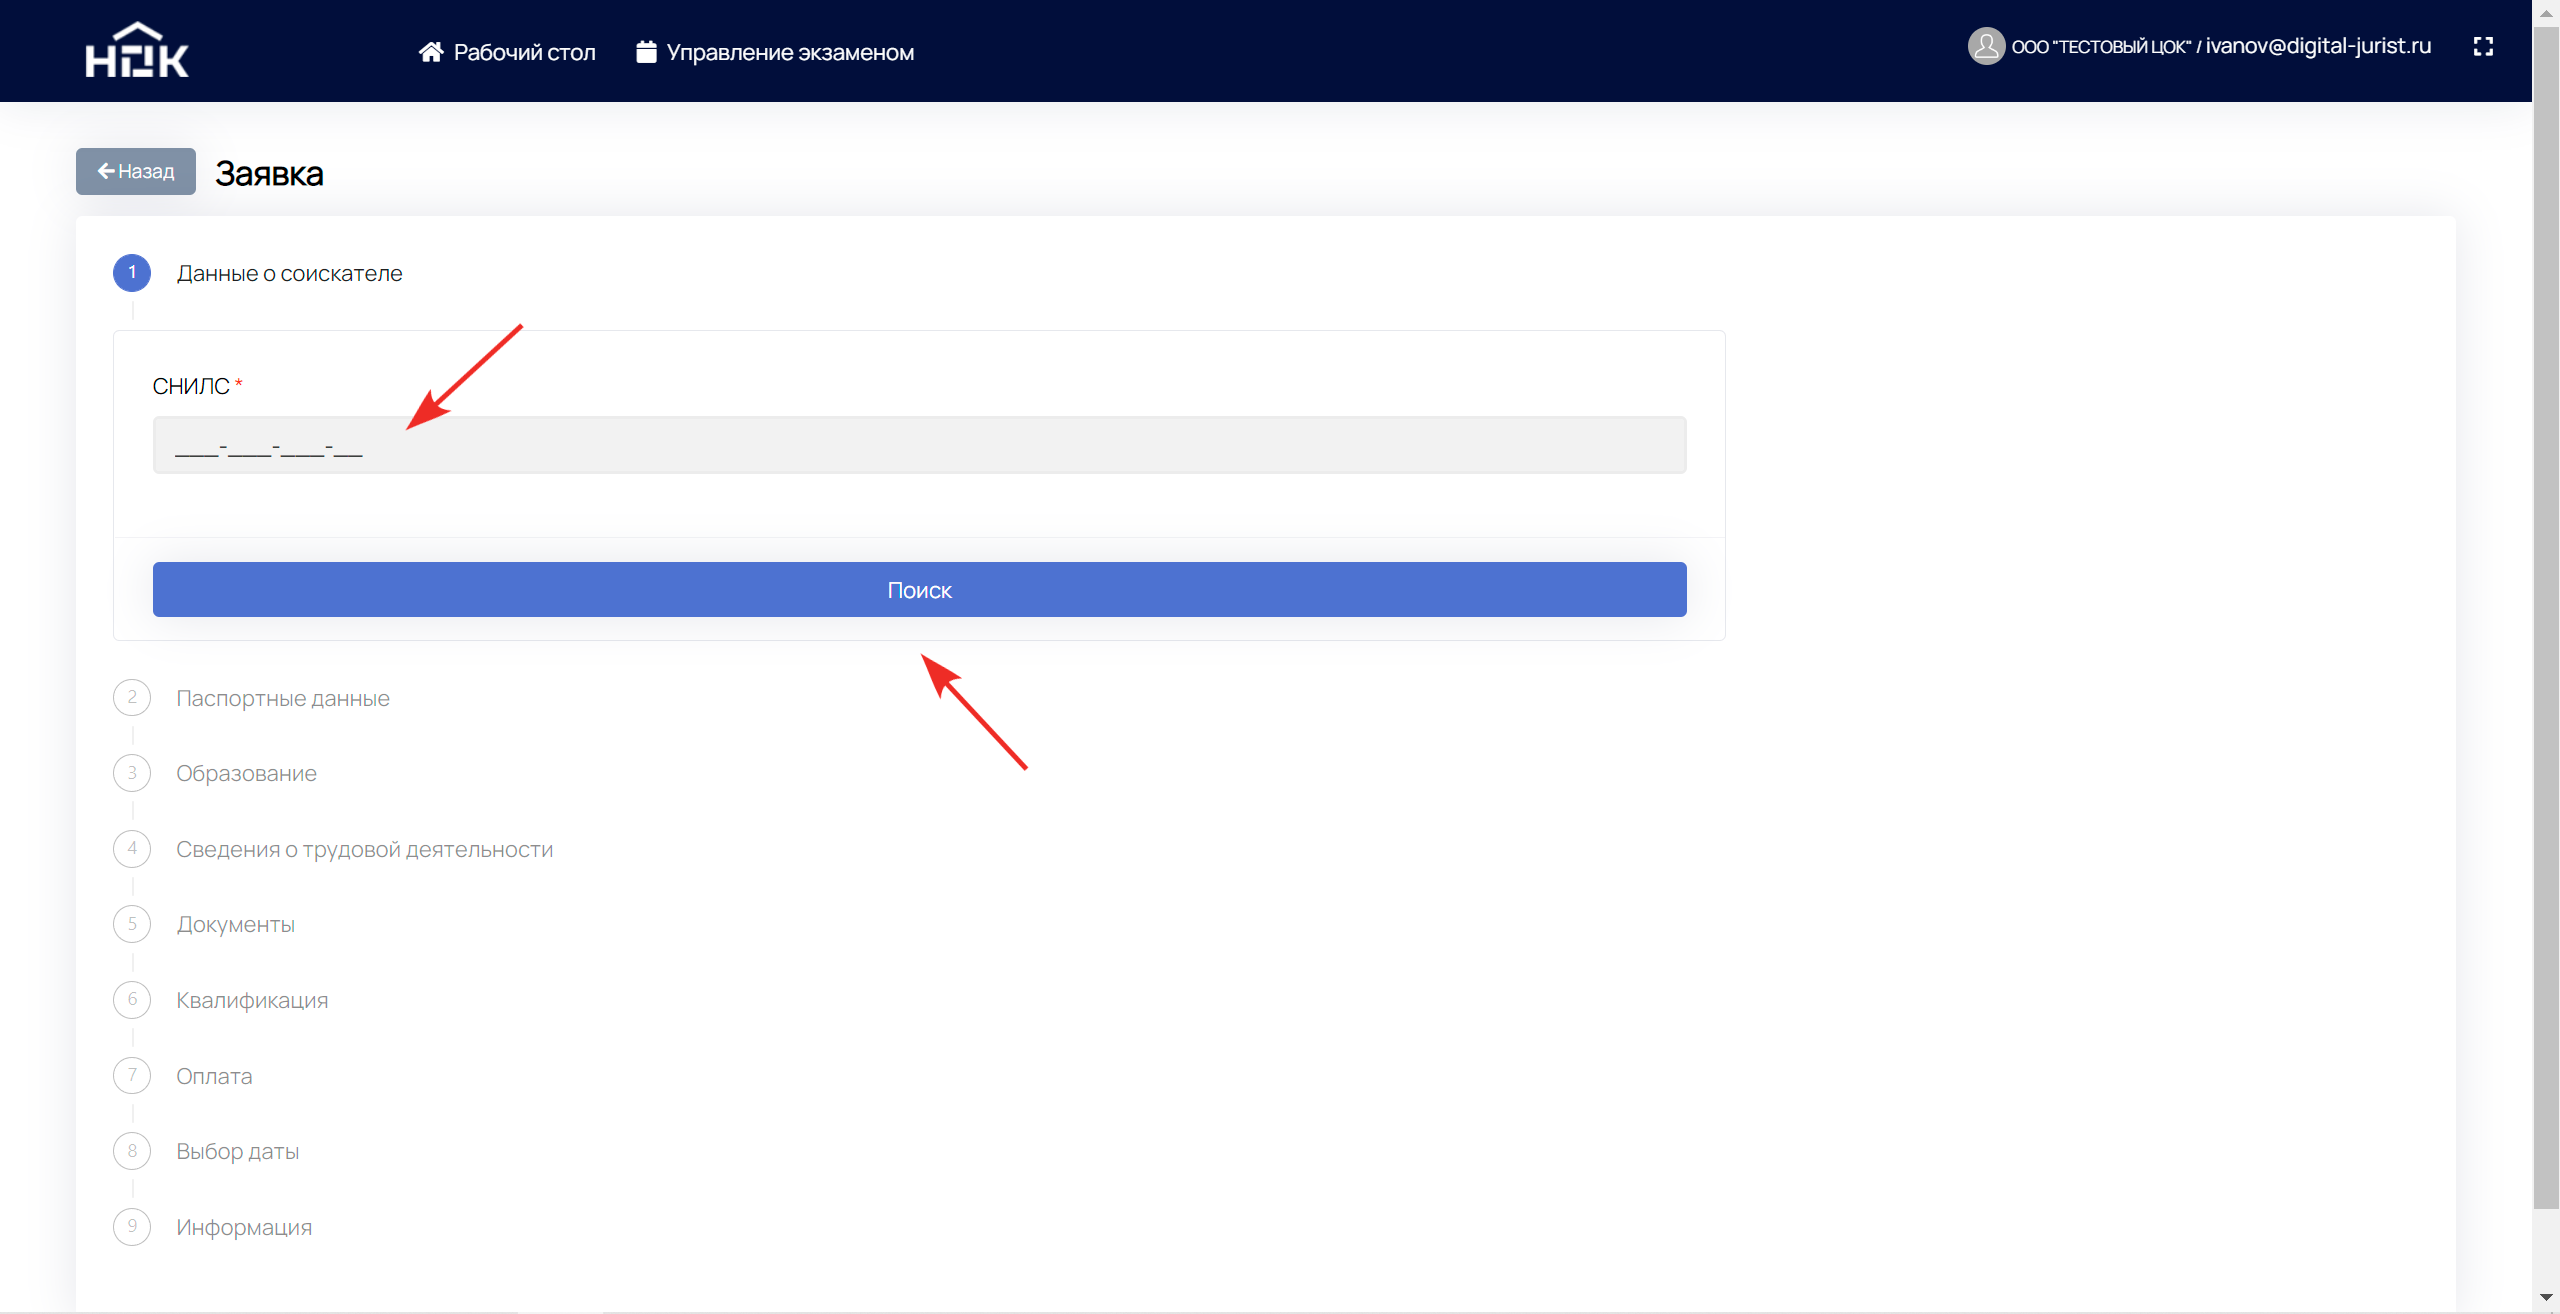 НОК
Рабочий стол
Управление экзаменом
ООО "ТЕСТОВЫЙ ЦОК" / ivanov@digital-jurist.ru
Назад
Заявка
1 Данные о соискателе
СНИЛС *
___-___-___-__
Поиск
2 Паспортные данные
3 Образование
4 Сведения о трудовой деятельности
5 Документы
6 Квалификация
7 Оплата
8 Выбор даты
9 Информация